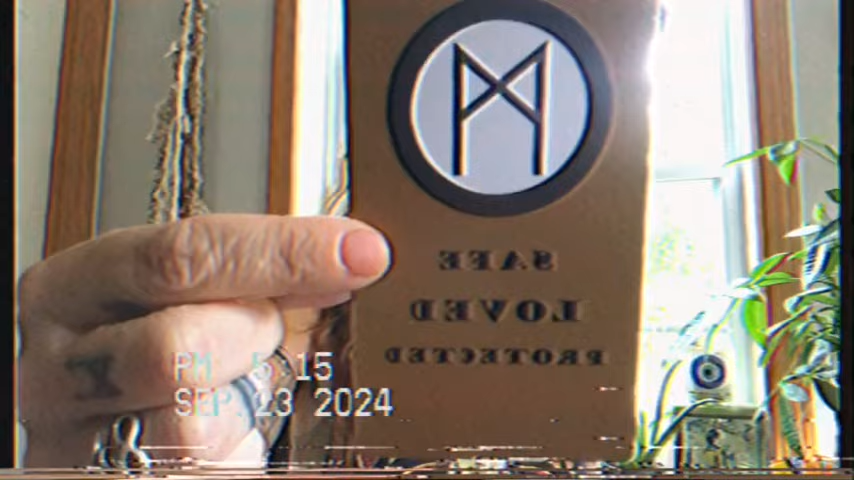 ᛗ
SAFE
LOVED
PROTECTED
PM 5:15
SEP.23 2024